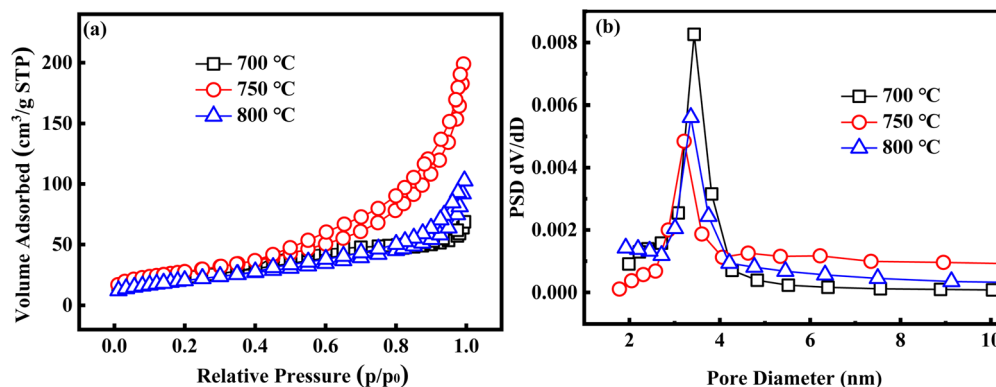 (a)
700 °C
750 °C
800 °C
200
150
100
50
0
0.0 0.2 0.4 0.6 0.8 1.0
Volume Adsorbed (cm³/g STP)
Relative Pressure (p/p₀)
(b)
700 °C
750 °C
800 °C
0.008
0.006
0.004
0.002
0.000
2 4 6 8 10
PSD dV/dD
Pore Diameter (nm)